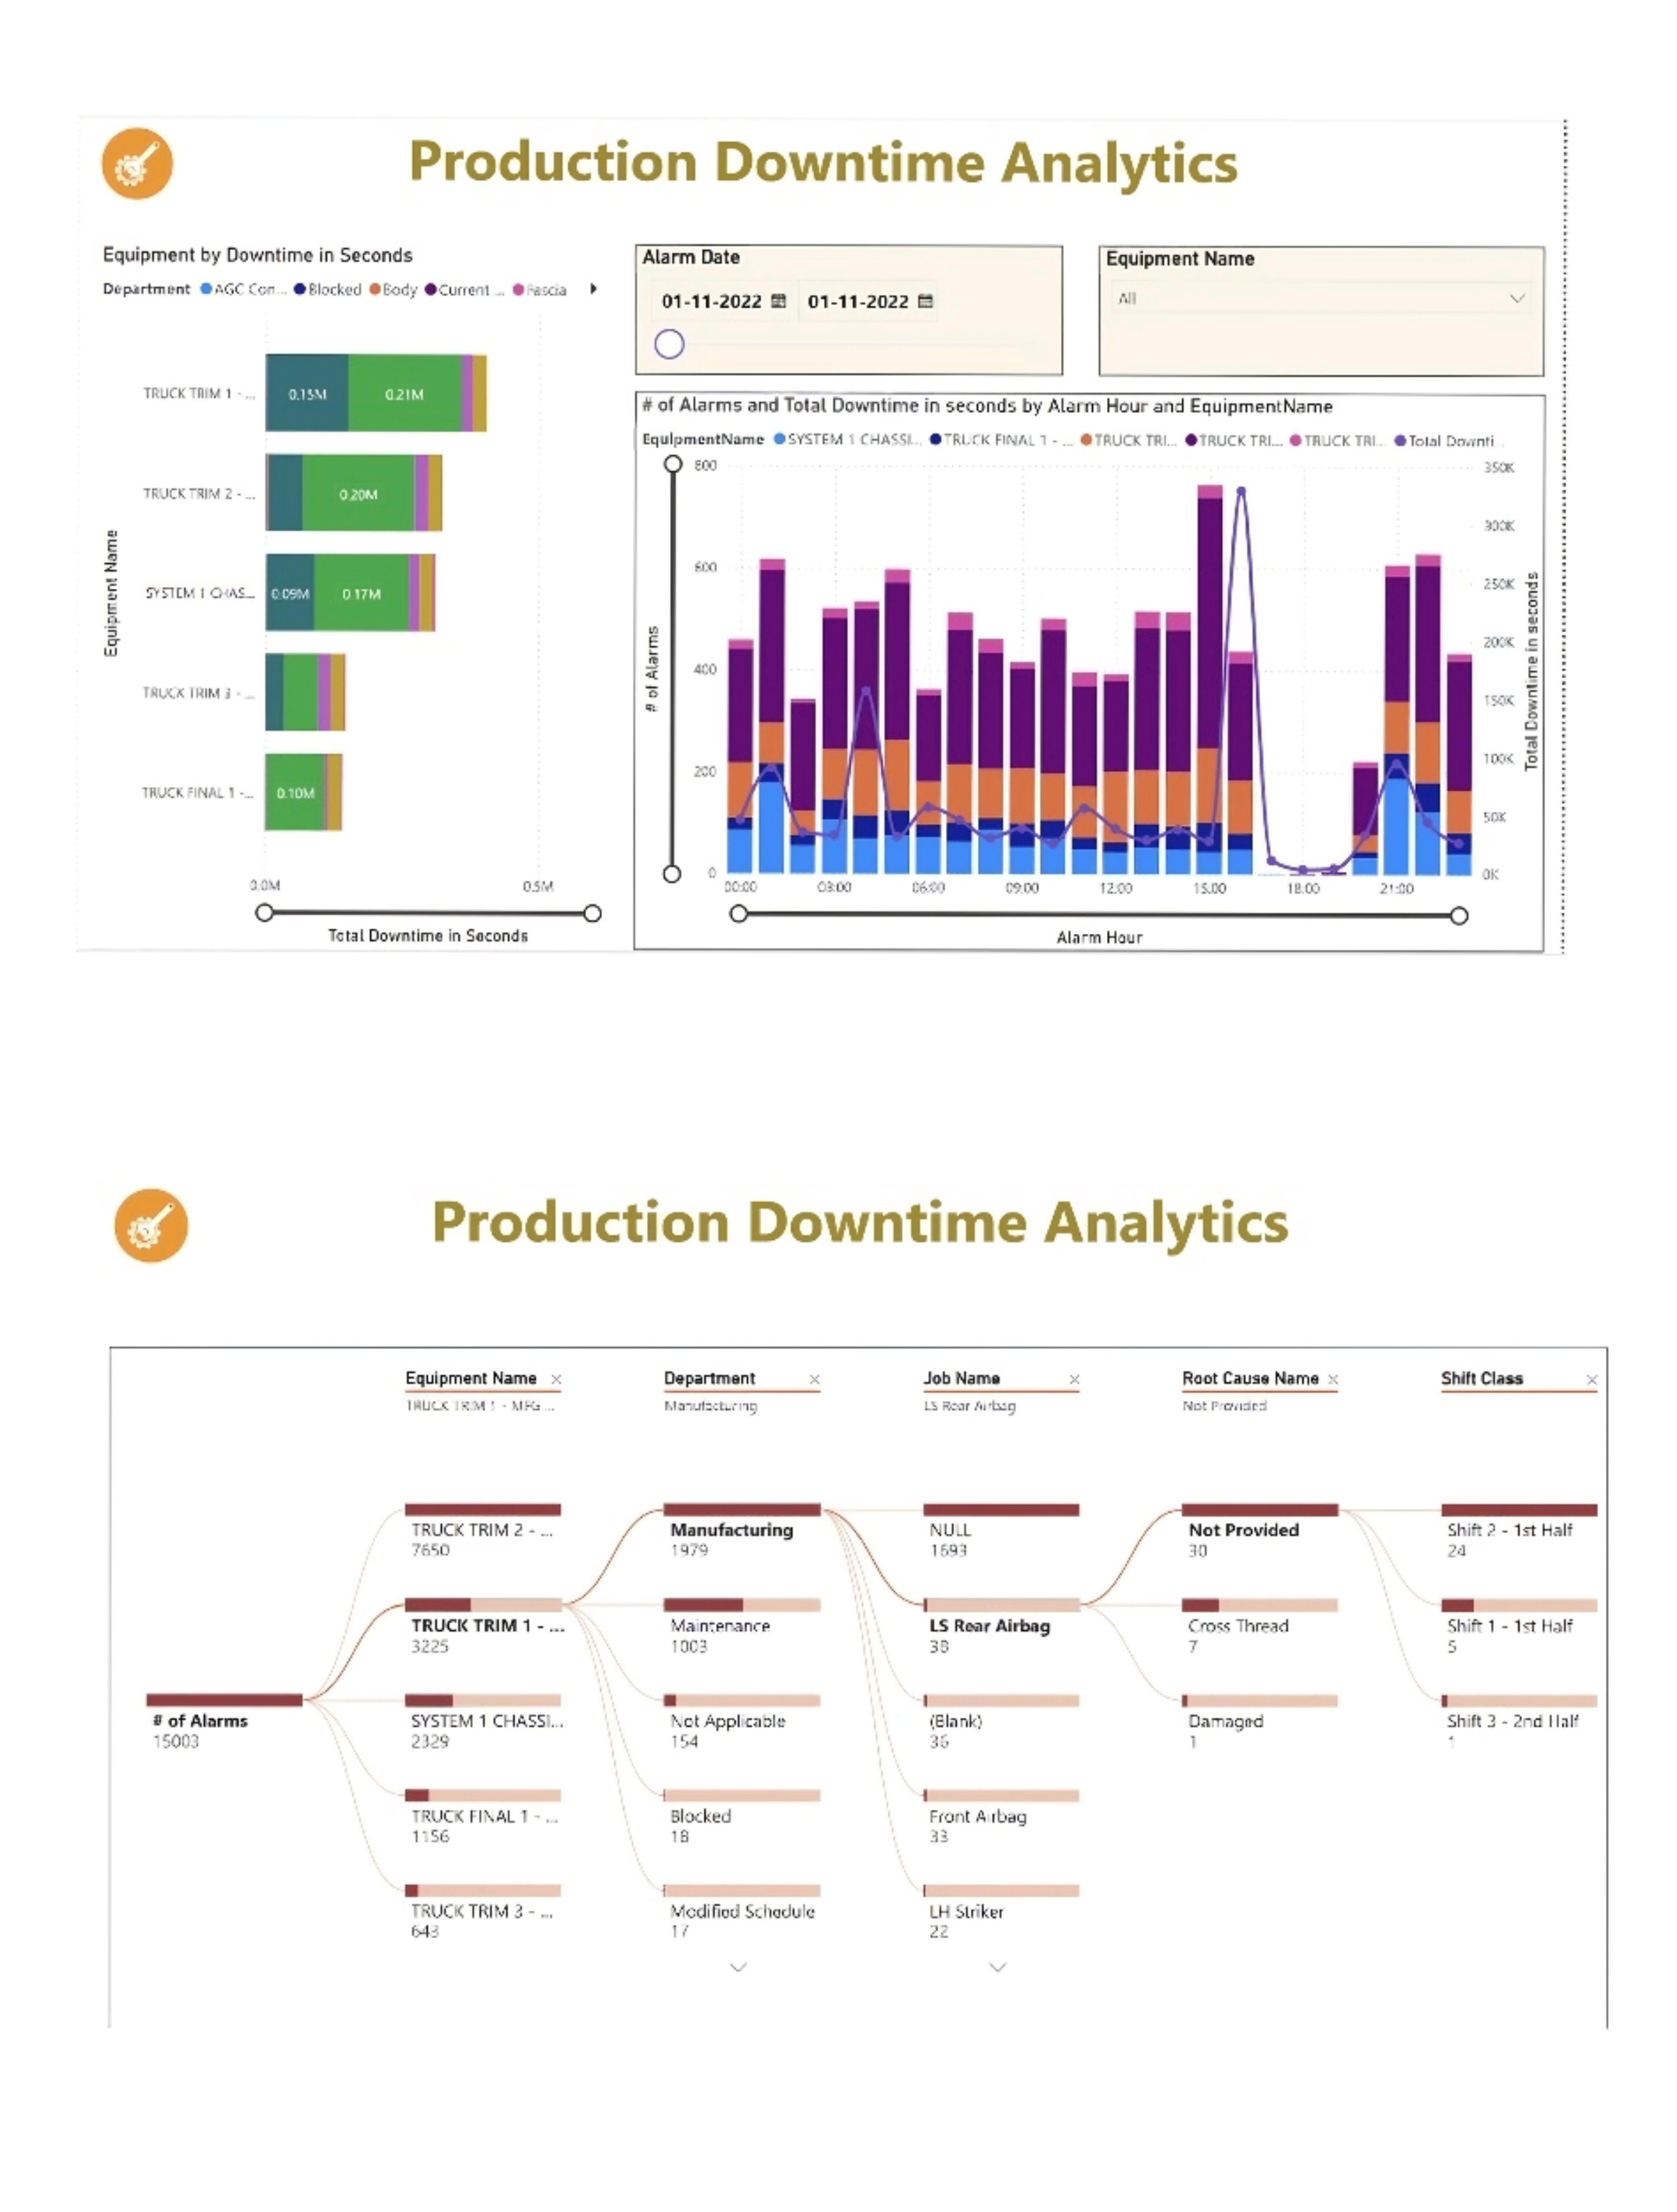 Production Downtime Analytics
Equipment by Downtime in Seconds
Department AGC Con... Blocked Body Current ... Fascia
Equipment Name
TRUCK TRIM 1 - ...
0.15M 0.21M
TRUCK TRIM 2 - ...
0.20M
SYSTEM 1 CHAS...
0.09M 0.17M
TRUCK TRIM 3 - ...
TRUCK FINAL 1 -...
0.10M
0.0M 0.5M
Total Downtime in Seconds
Alarm Date
01-11-2022 01-11-2022
Equipment Name
All
# of Alarms and Total Downtime in seconds by Alarm Hour and EquipmentName
EquipmentName SYSTEM 1 CHASSI... TRUCK FINAL 1 - ... TRUCK TRI... TRUCK TRI... TRUCK TRI... Total Downti...
# of Alarms
800
600
400
200
0
350K
300K
250K
200K
150K
100K
50K
0K
Total Downtime in seconds
00:00 03:00 06:00 09:00 12:00 15:00 18:00 21:00
Alarm Hour
Production Downtime Analytics
Equipment Name Department Job Name Root Cause Name Shift Class
TRUCK TRIM 1 - MFG ... Manufacturing LS Rear Airbag Not Provided
# of Alarms
15003
TRUCK TRIM 2 - ...
7650
TRUCK TRIM 1 - ...
3225
SYSTEM 1 CHASSI...
2329
TRUCK FINAL 1 - ...
1156
TRUCK TRIM 3 - ...
643
Manufacturing
1979
Maintenance
1003
Not Applicable
154
Blocked
18
Modified Schedule
17
NULL
1693
LS Rear Airbag
38
(Blank)
36
Front Airbag
33
LH Striker
22
Not Provided
30
Cross Thread
7
Damaged
1
Shift 2 - 1st Half
24
Shift 1 - 1st Half
5
Shift 3 - 2nd Half
1